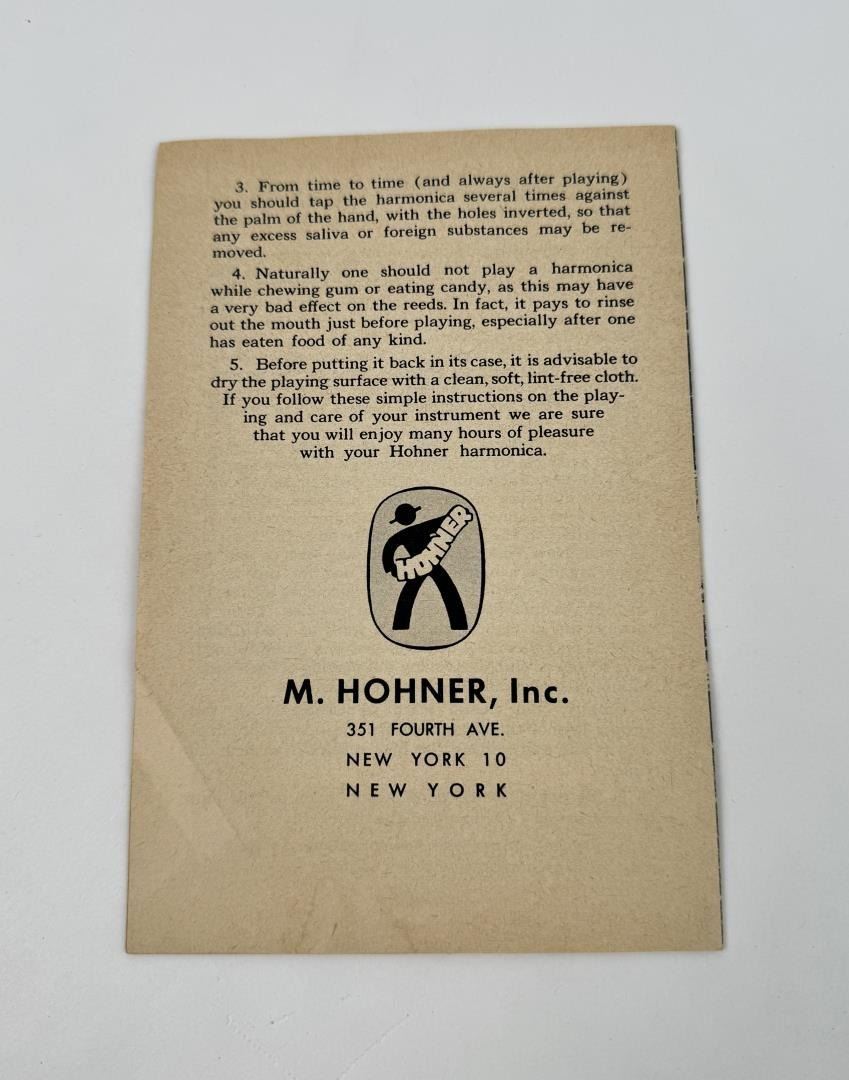 3. From time to time (and always after playing)
you should tap the harmonica several times against
the palm of the hand, with the holes inverted, so that
any excess saliva or foreign substances may be re-
moved.
4. Naturally one should not play a harmonica
while chewing gum or eating candy, as this may have
a very bad effect on the reeds. In fact, it pays to rinse
out the mouth just before playing, especially after one
has eaten food of any kind.
5. Before putting it back in its case, it is advisable to
dry the playing surface with a clean, soft, lint-free cloth.
If you follow these simple instructions on the play-
ing and care of your instrument we are sure
that you will enjoy many hours of pleasure
with your Hohner harmonica.
HOHNER
M. HOHNER, Inc.
351 FOURTH AVE.
NEW YORK 10
NEW YORK